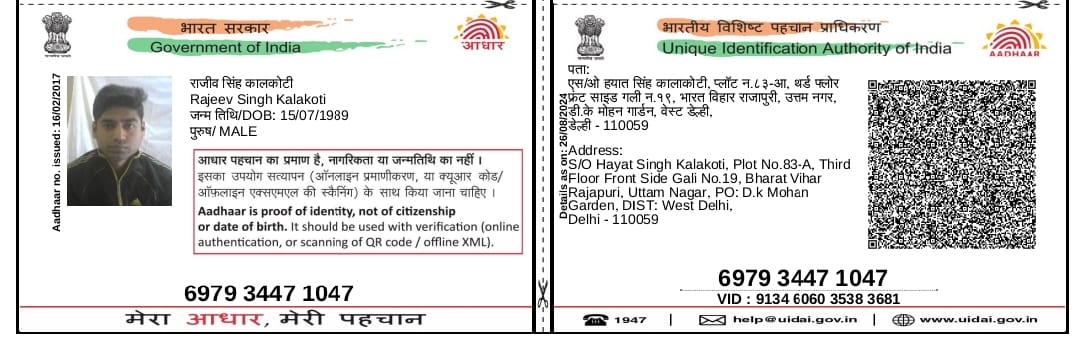 भारत सरकार
Government of India
आधार
Aadhaar no. issued: 16/02/2017
राजीव सिंह कालकोटी
Rajeev Singh Kalakoti
जन्म तिथि/DOB: 15/07/1989
पुरुष/ MALE
आधार पहचान का प्रमाण है, नागरिकता या जन्मतिथि का नहीं ।
इसका उपयोग सत्यापन (ऑनलाइन प्रमाणीकरण, या क्यूआर कोड/
ऑफ़लाइन एक्सएमएल की स्कैनिंग) के साथ किया जाना चाहिए ।
Aadhaar is proof of identity, not of citizenship
or date of birth. It should be used with verification (online
authentication, or scanning of QR code / offline XML).
6979 3447 1047
मेरा आधार, मेरी पहचान
भारतीय विशिष्ट पहचान प्राधिकरण
Unique Identification Authority of India
AADHAAR
Details as on: 26/08/2024
पता:
एस/ओ हयात सिंह कालाकोटी, प्लॉट न.८३-आ, थर्ड फ्लोर
फ्रंट साइड गली न.१९, भारत विहार राजापुरी, उत्तम नगर,
डी.के मोहन गार्डन, वेस्ट डेल्ही,
डेल्ही - 110059
Address:
S/O Hayat Singh Kalakoti, Plot No.83-A, Third
Floor Front Side Gali No.19, Bharat Vihar
Rajapuri, Uttam Nagar, PO: D.k Mohan
Garden, DIST: West Delhi,
Delhi - 110059
6979 3447 1047
VID : 9134 6060 3538 3681
1947 | help@uidai.gov.in | www.uidai.gov.in